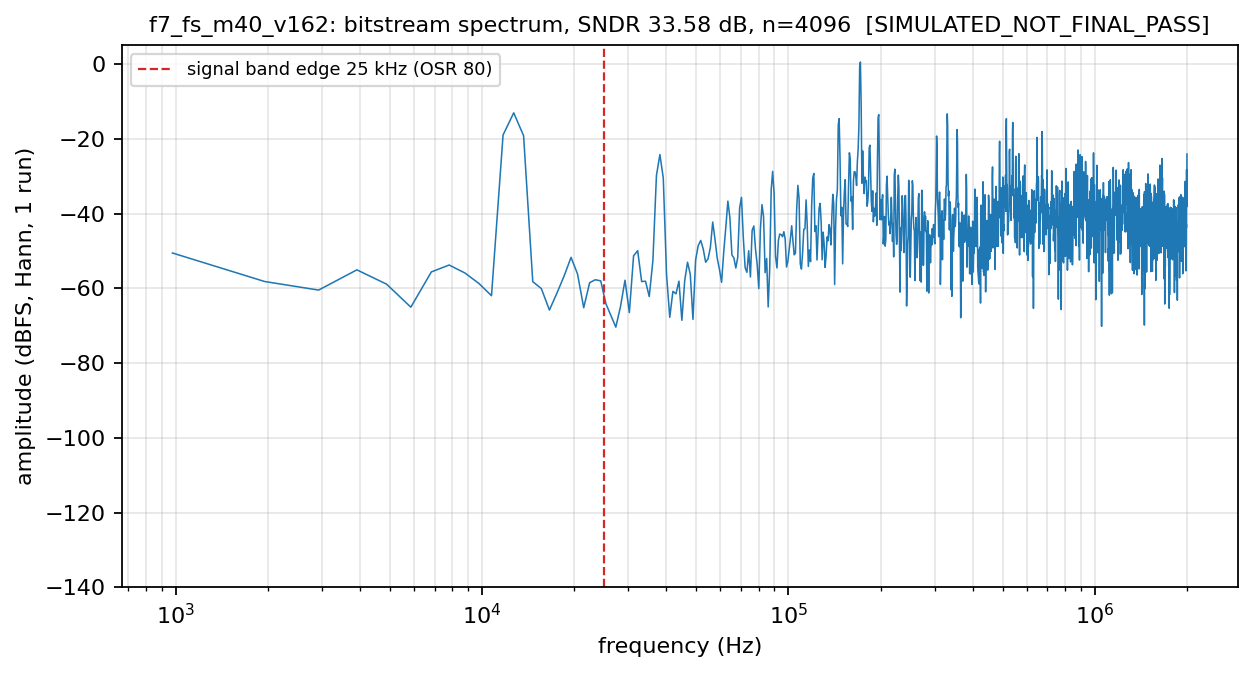 f7_fs_m40_v162: bitstream spectrum, SNDR 33.58 dB, n=4096  [SIMULATED_NOT_FINAL_PASS]
signal band edge 25 kHz (OSR 80)
amplitude (dBFS, Hann, 1 run)
0
−20
−40
−60
−80
−100
−120
−140
10³ 10⁴ 10⁵ 10⁶
frequency (Hz)